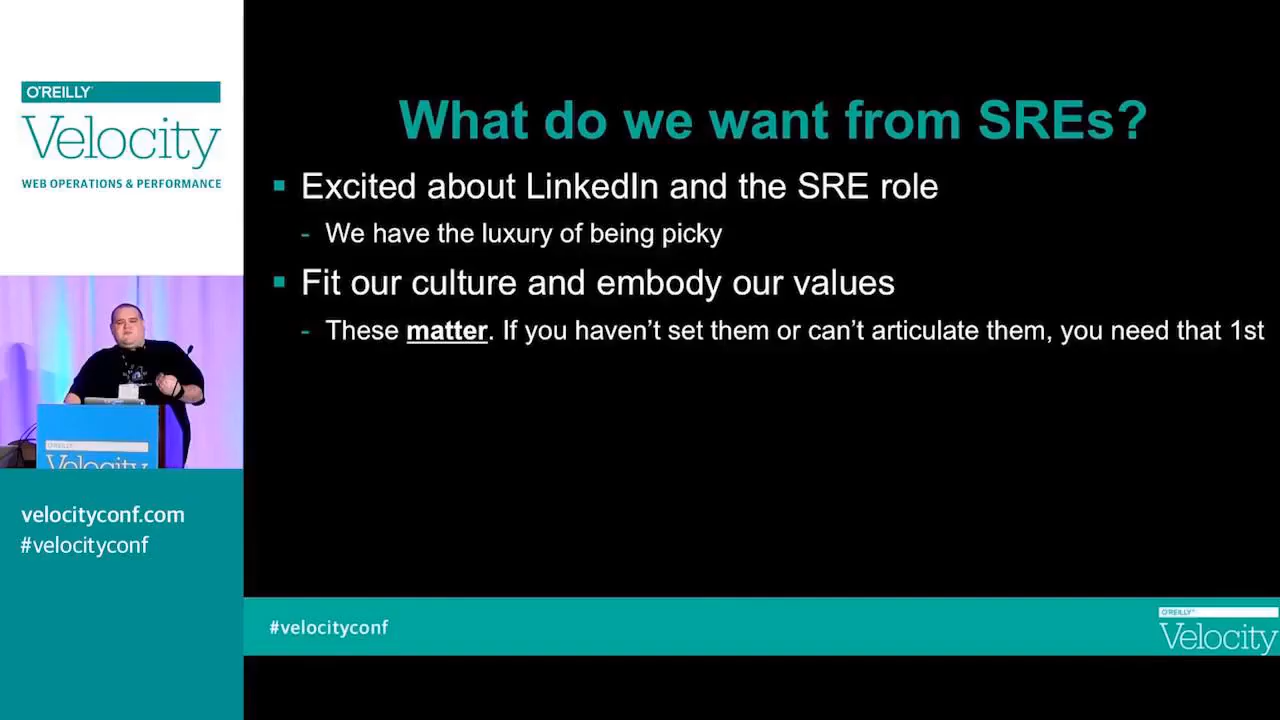 O'REILLY
Velocity
WEB OPERATIONS & PERFORMANCE
What do we want from SREs?
▪ Excited about LinkedIn and the SRE role
- We have the luxury of being picky
▪ Fit our culture and embody our values
- These matter. If you haven't set them or can't articulate them, you need that 1st
O'REILLY
Velocity
velocityconf.com
#velocityconf
#velocityconf
O'REILLY
Velocity